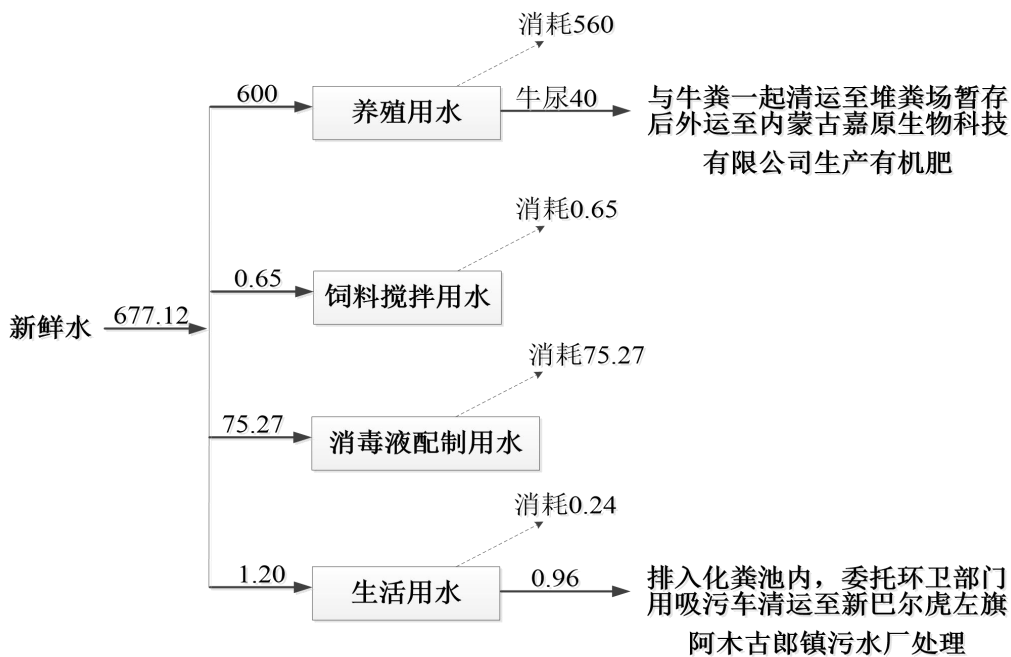 消耗560
600
养殖用水
牛尿40
与牛粪一起清运至堆粪场暂存
后外运至内蒙古嘉原生物科技
有限公司生产有机肥
消耗0.65
0.65
饲料搅拌用水
新鲜水
677.12
消耗75.27
75.27
消毒液配制用水
消耗0.24
1.20
生活用水
0.96
排入化粪池内，委托环卫部门
用吸污车清运至新巴尔虎左旗
阿木古郎镇污水厂处理